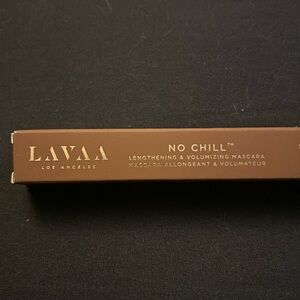 LAVAA
LOS ANGELES
NO CHILL™
LENGTHENING & VOLUMIZING MASCARA
MASCARA ALLONGEANT & VOLUMATEUR